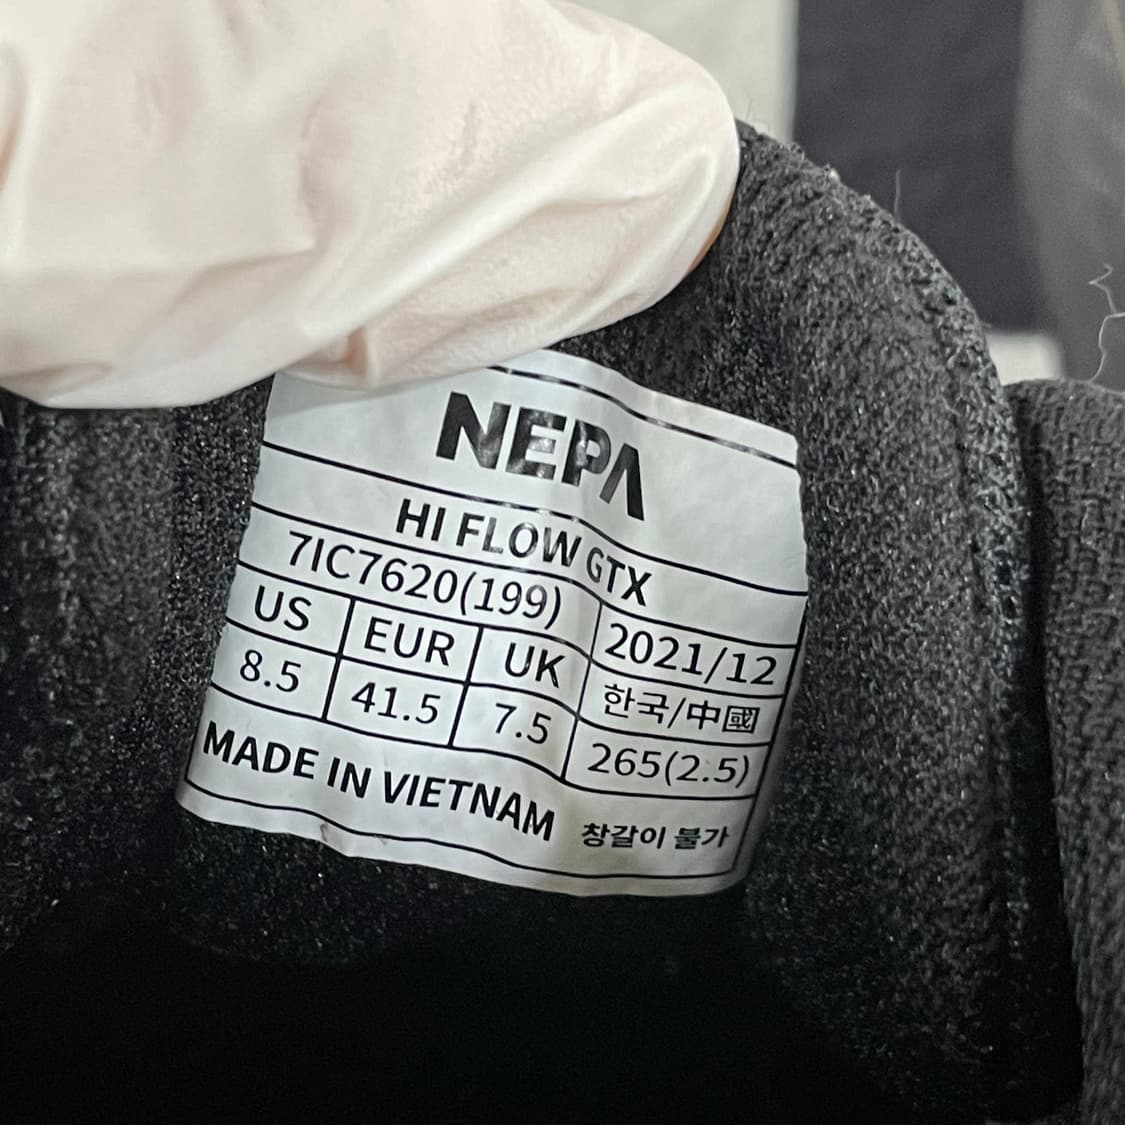 NEPA
HI FLOW GTX
7IC7620(199) 2021/12
US EUR UK 한국/中國
8.5 41.5 7.5 265(2.5)
MADE IN VIETNAM 창갈이 불가